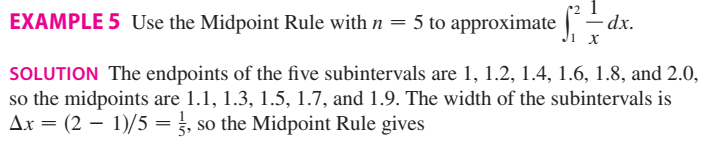 EXAMPLE 5 Use the Midpoint Rule with n = 5 to approximate ∫₁² 1/x dx.
SOLUTION The endpoints of the five subintervals are 1, 1.2, 1.4, 1.6, 1.8, and 2.0,
so the midpoints are 1.1, 1.3, 1.5, 1.7, and 1.9. The width of the subintervals is
Δx = (2 − 1)/5 = 1/5, so the Midpoint Rule gives